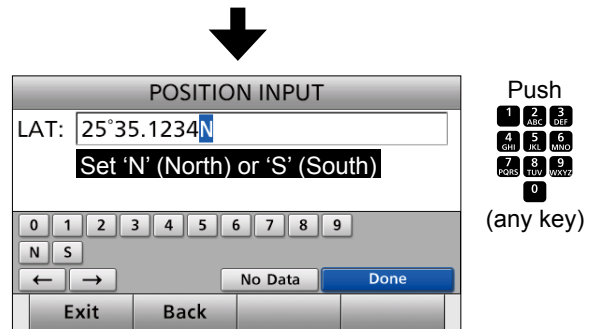 POSITION INPUT
LAT: 25°35.1234N
Set ‘N’ (North) or ‘S’ (South)
0 1 2 3 4 5 6 7 8 9
N S
← → No Data Done
Exit Back
Push
1 2 ABC 3 DEF
4 GHI 5 JKL 6 MNO
7 PQRS 8 TUV 9 WXYZ
0
(any key)